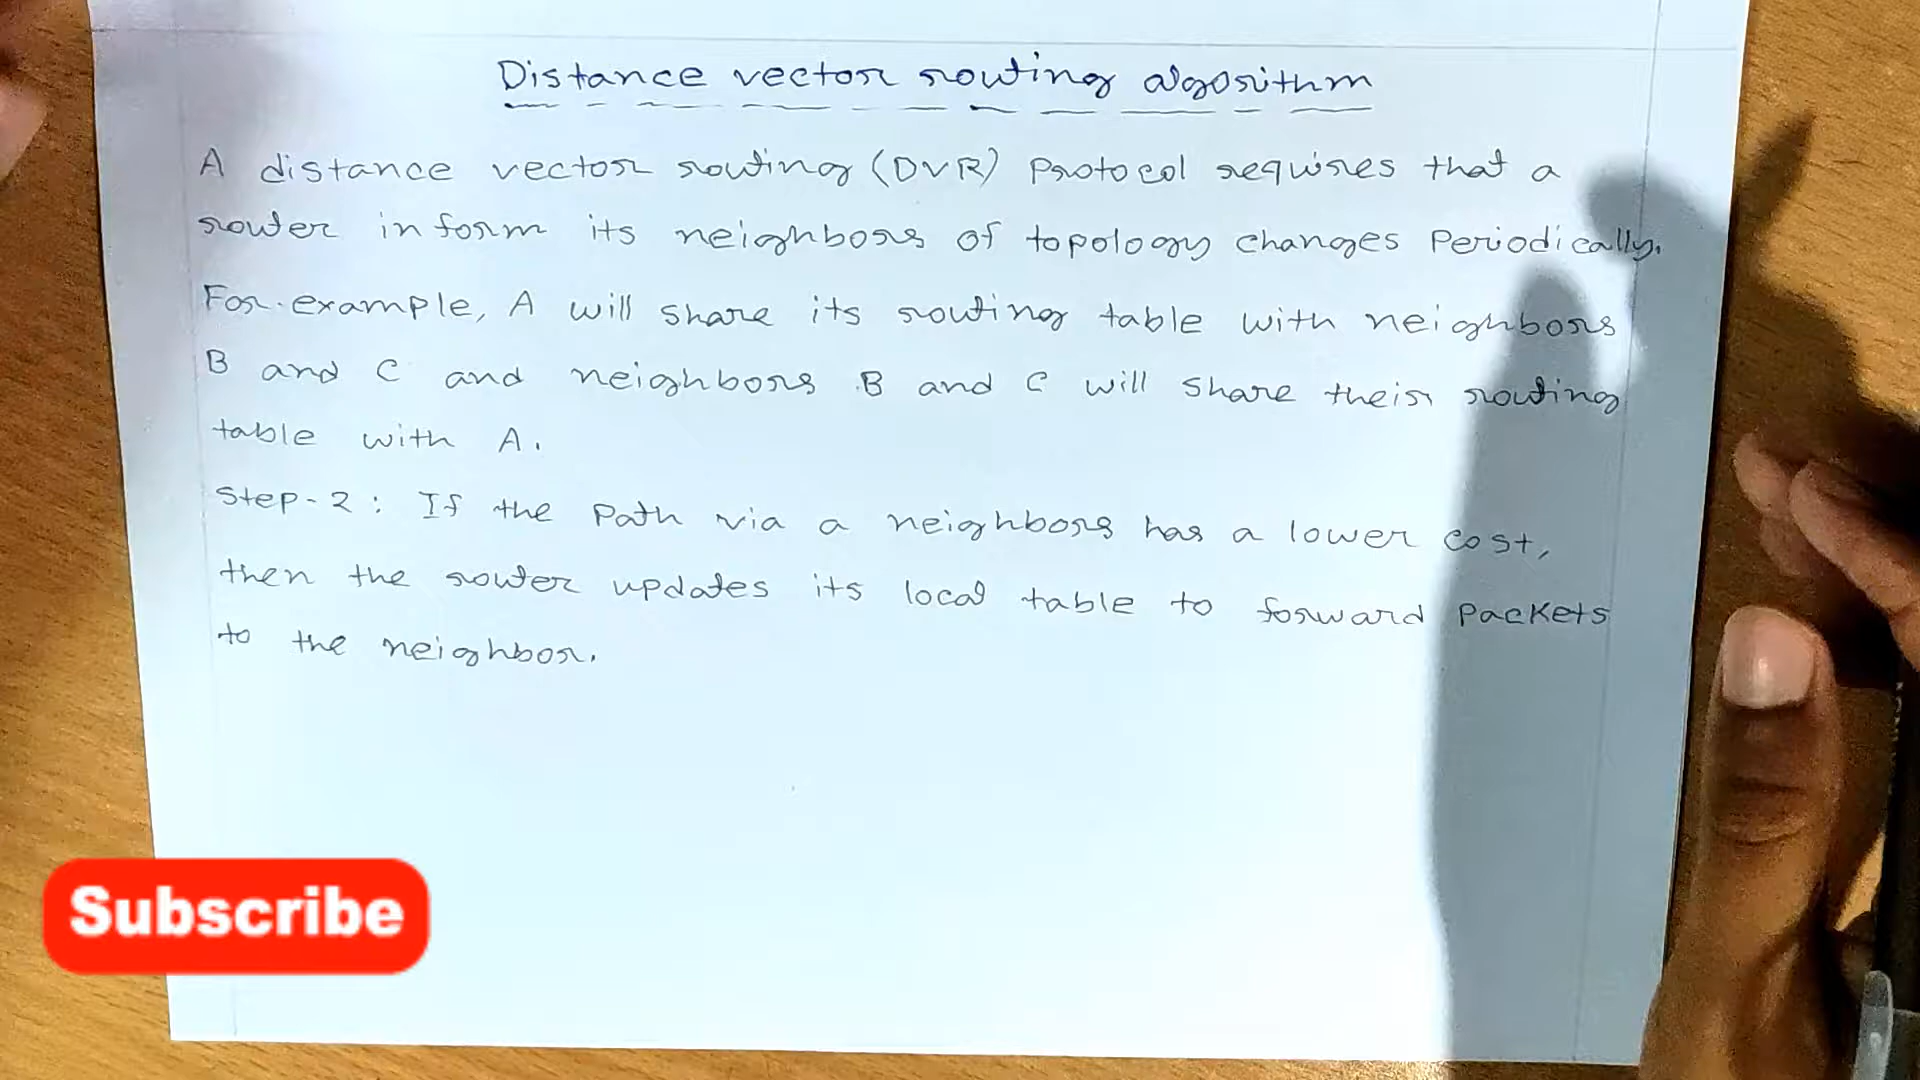 Distance vector routing algorithm
A distance vector routing (DVR) Protocol requires that a
router inform its neighbors of topology changes Periodically.
For example, A will share its routing table with neighbors
B and C and neighbors B and C will share their routing
table with A.
Step-2: If the Path via a neighbors has a lower cost,
then the router updates its local table to forward Packets
to the neighbor.
Subscribe